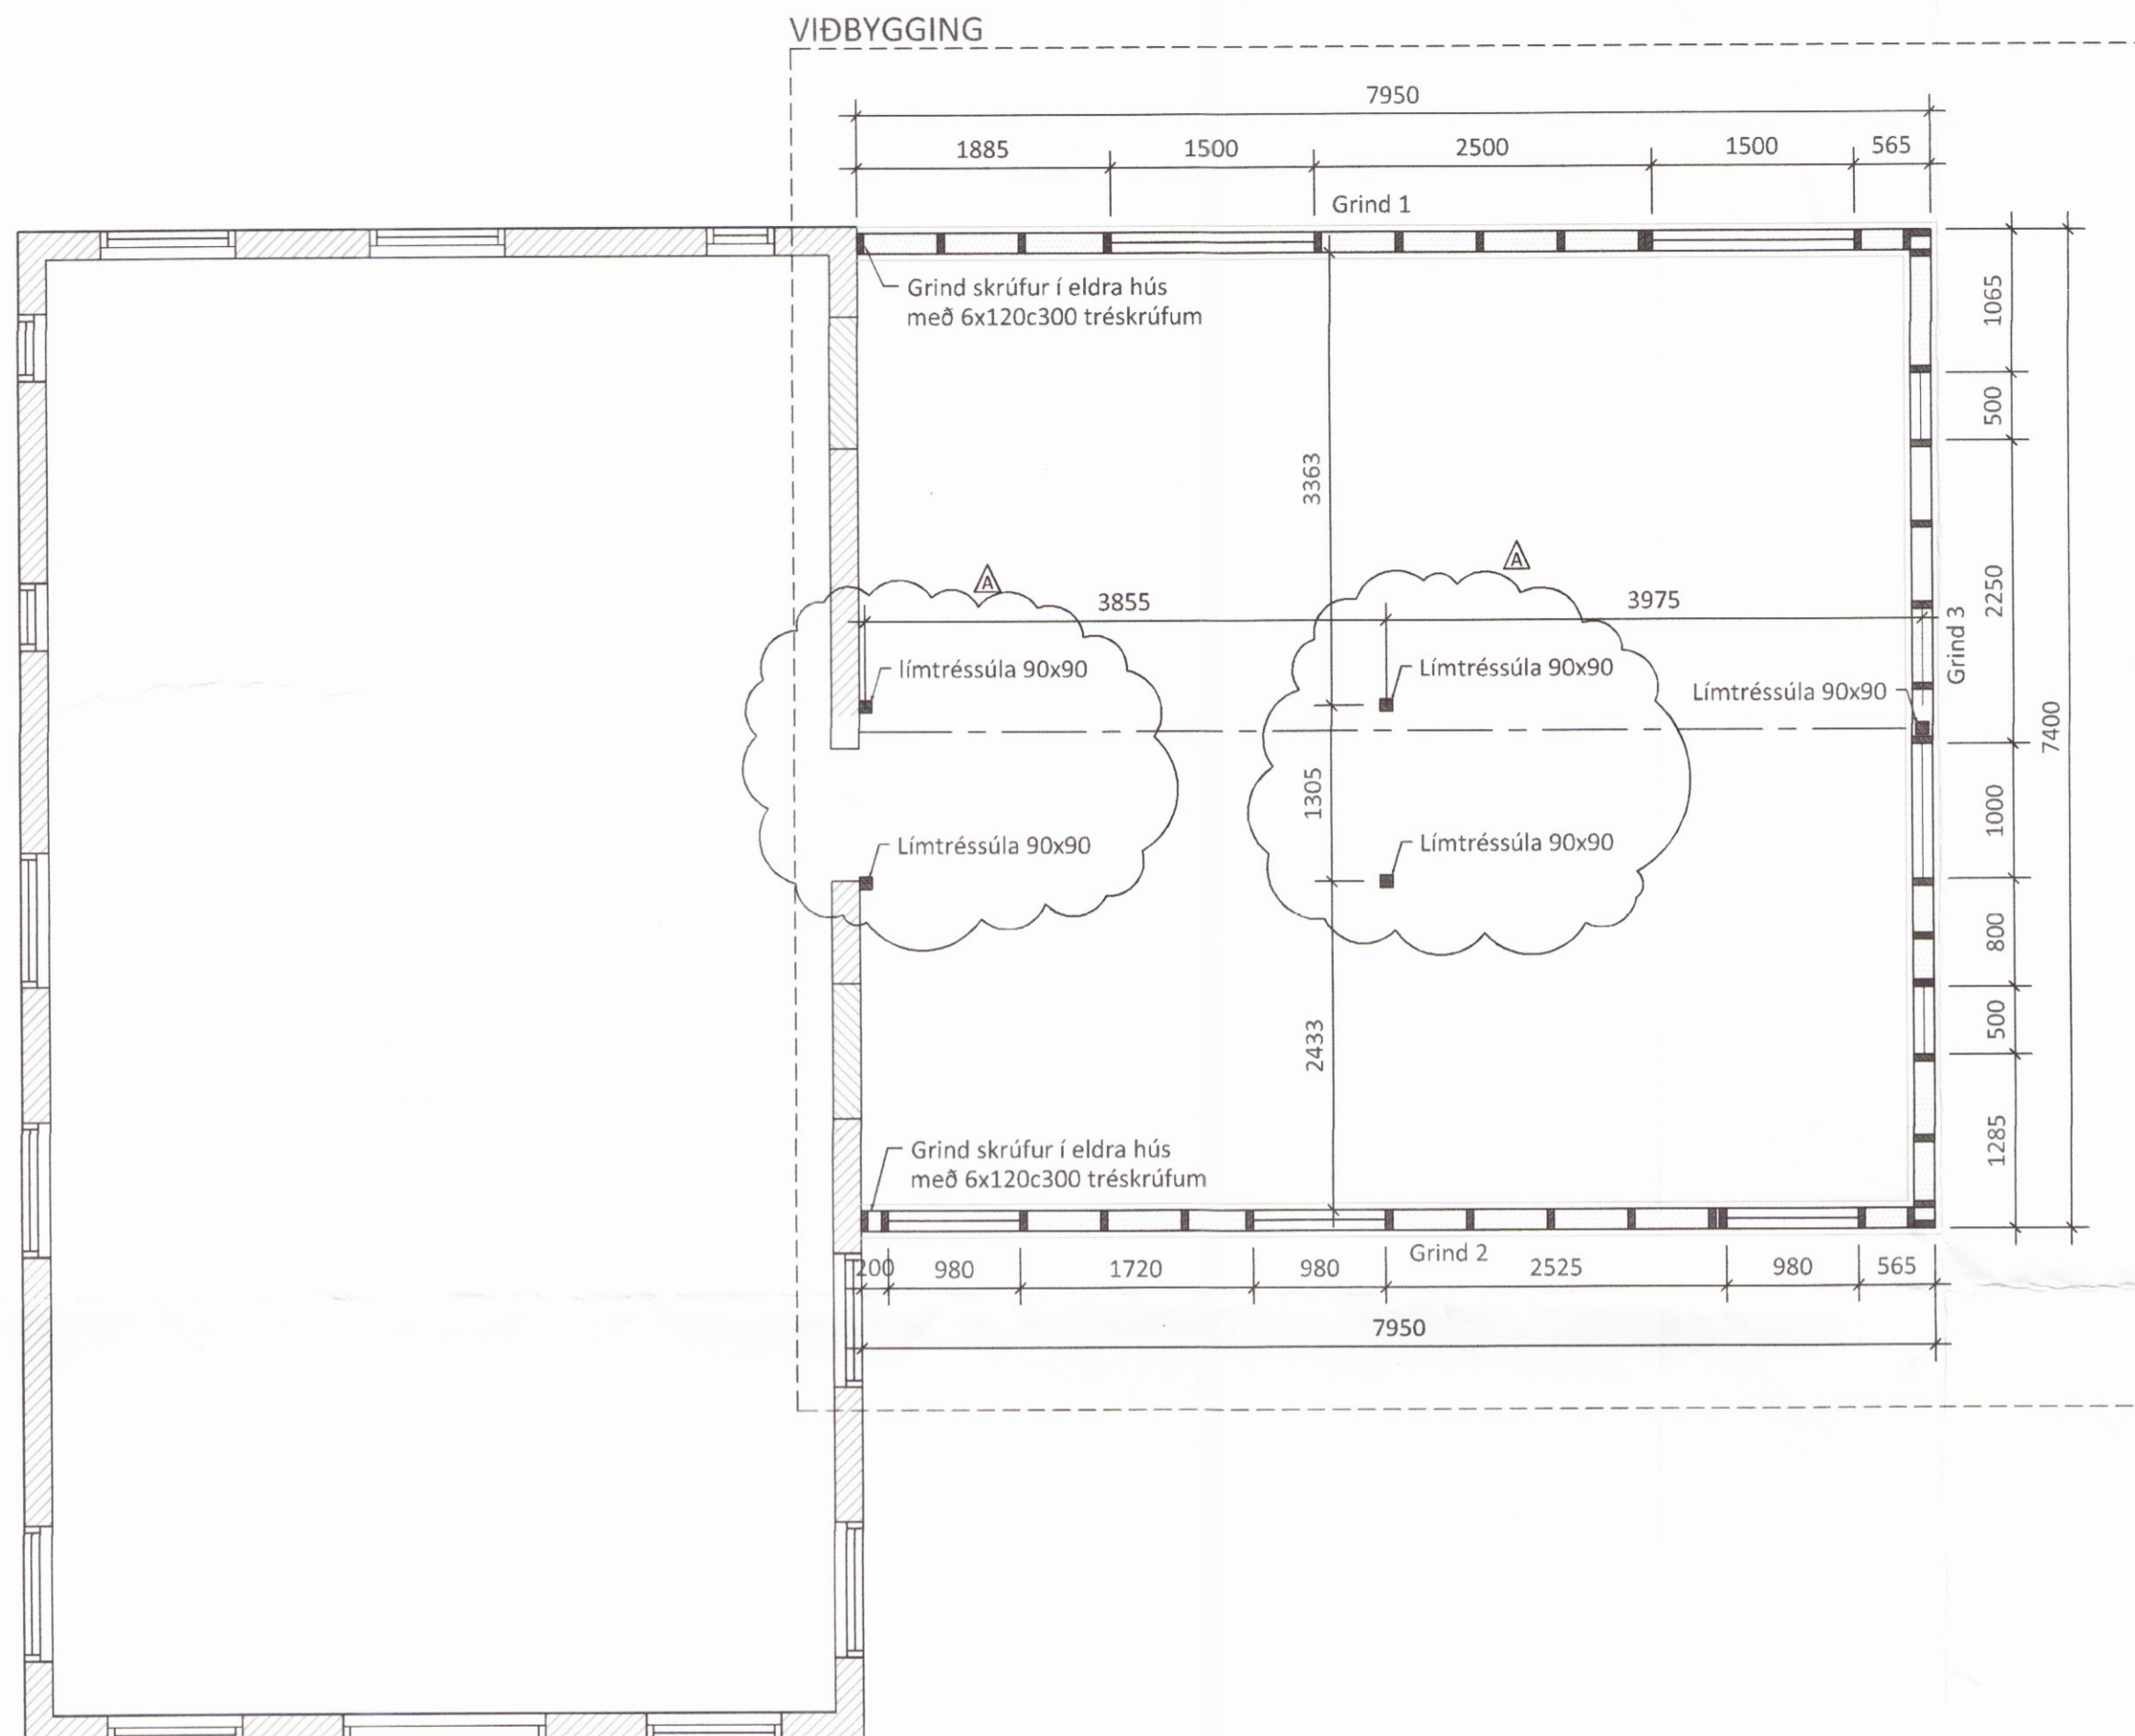 VIÐBYGGING
7950
1885
1500
2500
1500
565
Grind 1
Grind skrúfur í eldra hús
með 6x120c300 tréskrúfum
1065
500
3363
A
A
3855
3975
2250
Grind 3
límtréssúla 90x90
Límtréssúla 90x90
Límtréssúla 90x90
7400
1305
1000
Límtréssúla 90x90
Límtréssúla 90x90
800
500
2433
1285
Grind skrúfur í eldra hús
með 6x120c300 tréskrúfum
Grind 2
200
980
1720
980
2525
980
565
7950